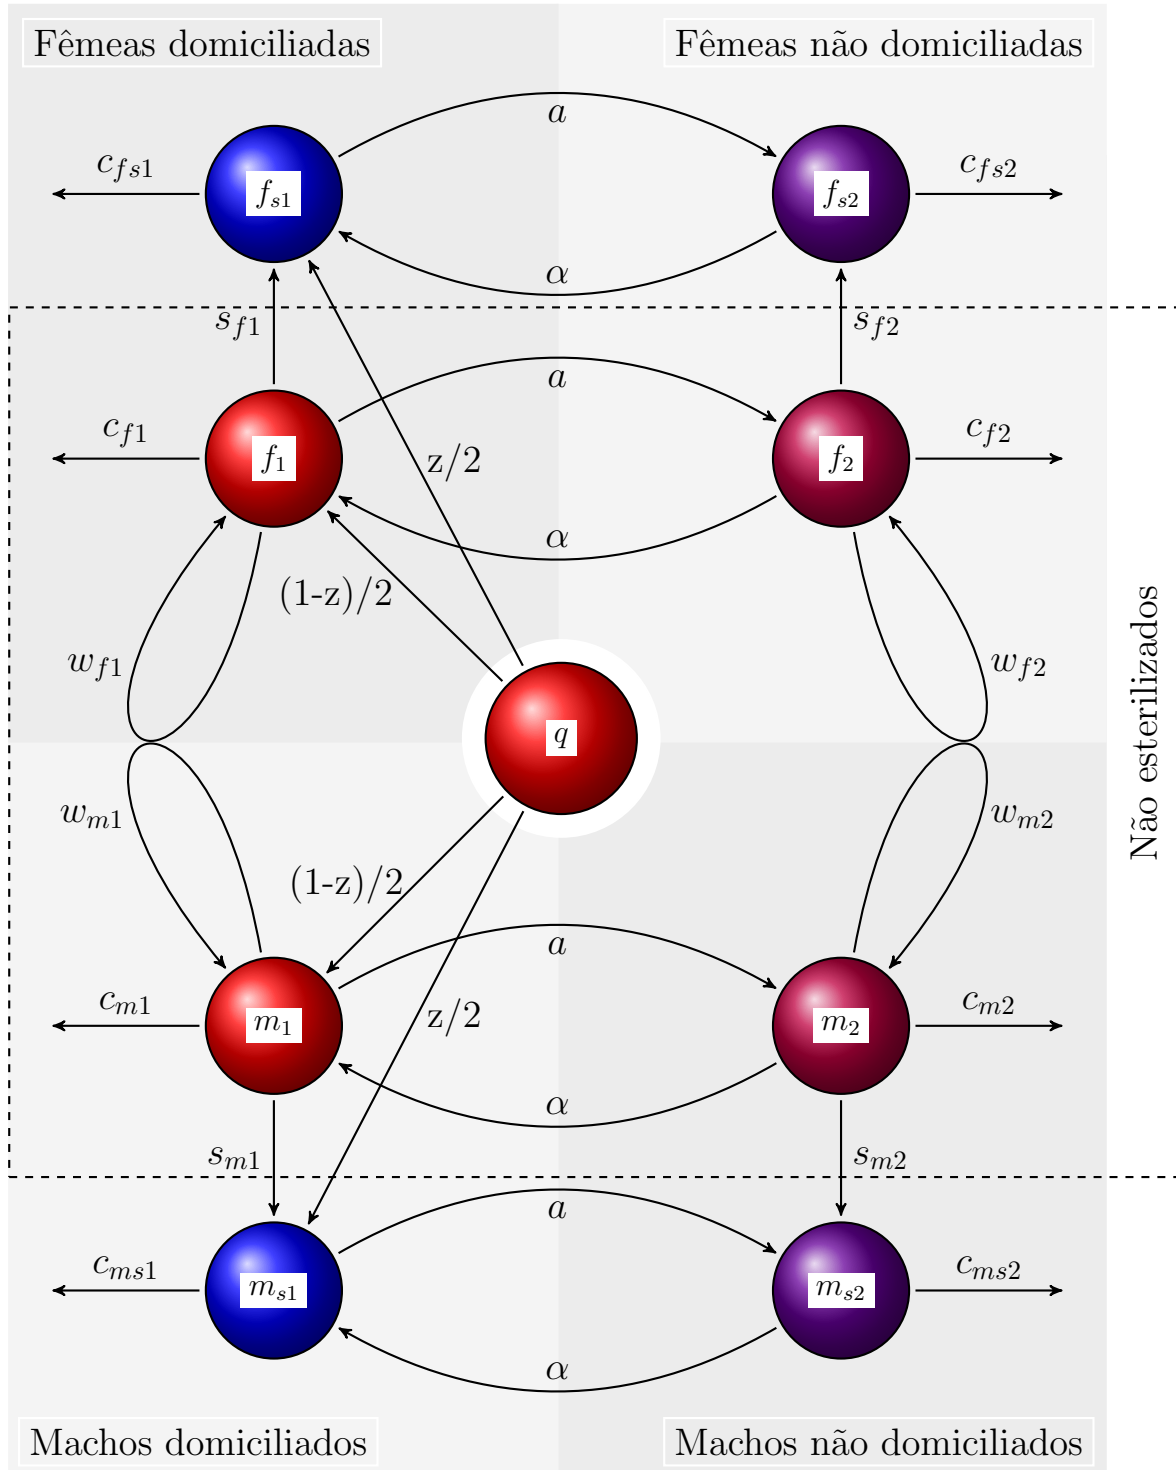 Fêmeas domiciliadas
Fêmeas não domiciliadas
a
c_{fs1}
f_{s1}
f_{s2}
c_{fs2}
α
s_{f1}
s_{f2}
a
c_{f1}
f_1
z/2
f_2
c_{f2}
α
(1-z)/2
w_{f1}
w_{f2}
Não esterilizados
q
w_{m1}
w_{m2}
(1-z)/2
a
c_{m1}
m_1
z/2
m_2
c_{m2}
α
s_{m1}
s_{m2}
a
c_{ms1}
m_{s1}
m_{s2}
c_{ms2}
α
Machos domiciliados
Machos não domiciliados